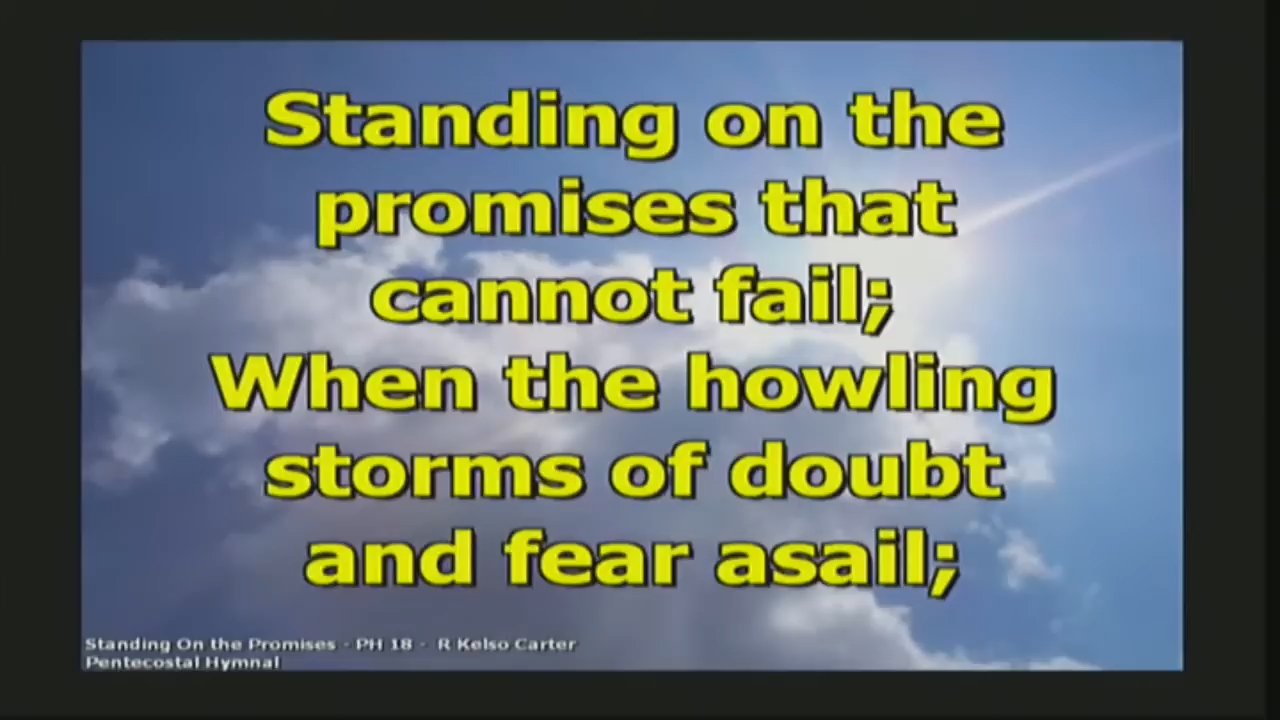 Standing on the
promises that
cannot fail;
When the howling
storms of doubt
and fear asail;
Standing On the Promises - PH 18 - R Kelso Carter
Pentecostal Hymnal